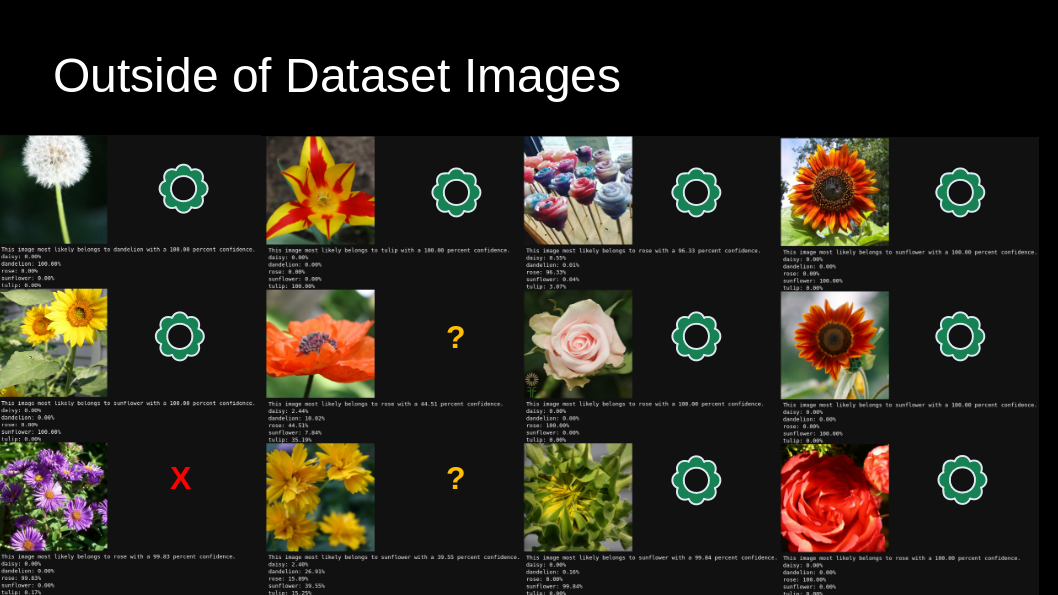 Outside of Dataset Images
This image most likely belongs to dandelion with a 100.00 percent confidence.
daisy: 0.00%
dandelion: 100.00%
rose: 0.00%
sunflower: 0.00%
tulip: 0.00%
This image most likely belongs to tulip with a 100.00 percent confidence.
daisy: 0.00%
dandelion: 0.00%
rose: 0.00%
sunflower: 0.00%
tulip: 100.00%
This image most likely belongs to rose with a 96.33 percent confidence.
daisy: 0.55%
dandelion: 0.01%
rose: 96.33%
sunflower: 0.04%
tulip: 3.07%
This image most likely belongs to sunflower with a 100.00 percent confidence.
daisy: 0.00%
dandelion: 0.00%
rose: 0.00%
sunflower: 100.00%
tulip: 0.00%
This image most likely belongs to sunflower with a 100.00 percent confidence.
daisy: 0.00%
dandelion: 0.00%
rose: 0.00%
sunflower: 100.00%
tulip: 0.00%
?
This image most likely belongs to rose with a 44.51 percent confidence.
daisy: 2.44%
dandelion: 10.02%
rose: 44.51%
sunflower: 7.84%
tulip: 35.19%
This image most likely belongs to rose with a 100.00 percent confidence.
daisy: 0.00%
dandelion: 0.00%
rose: 100.00%
sunflower: 0.00%
tulip: 0.00%
This image most likely belongs to sunflower with a 100.00 percent confidence.
daisy: 0.00%
dandelion: 0.00%
rose: 0.00%
sunflower: 100.00%
tulip: 0.00%
X
This image most likely belongs to rose with a 99.83 percent confidence.
daisy: 0.00%
dandelion: 0.00%
rose: 99.83%
sunflower: 0.00%
tulip: 0.17%
?
This image most likely belongs to sunflower with a 39.55 percent confidence.
daisy: 2.40%
dandelion: 26.91%
rose: 15.89%
sunflower: 39.55%
tulip: 15.25%
This image most likely belongs to sunflower with a 99.84 percent confidence.
daisy: 0.00%
dandelion: 0.16%
rose: 0.00%
sunflower: 99.84%
tulip: 0.00%
This image most likely belongs to rose with a 100.00 percent confidence.
daisy: 0.00%
dandelion: 0.00%
rose: 100.00%
sunflower: 0.00%
tulip: 0.00%